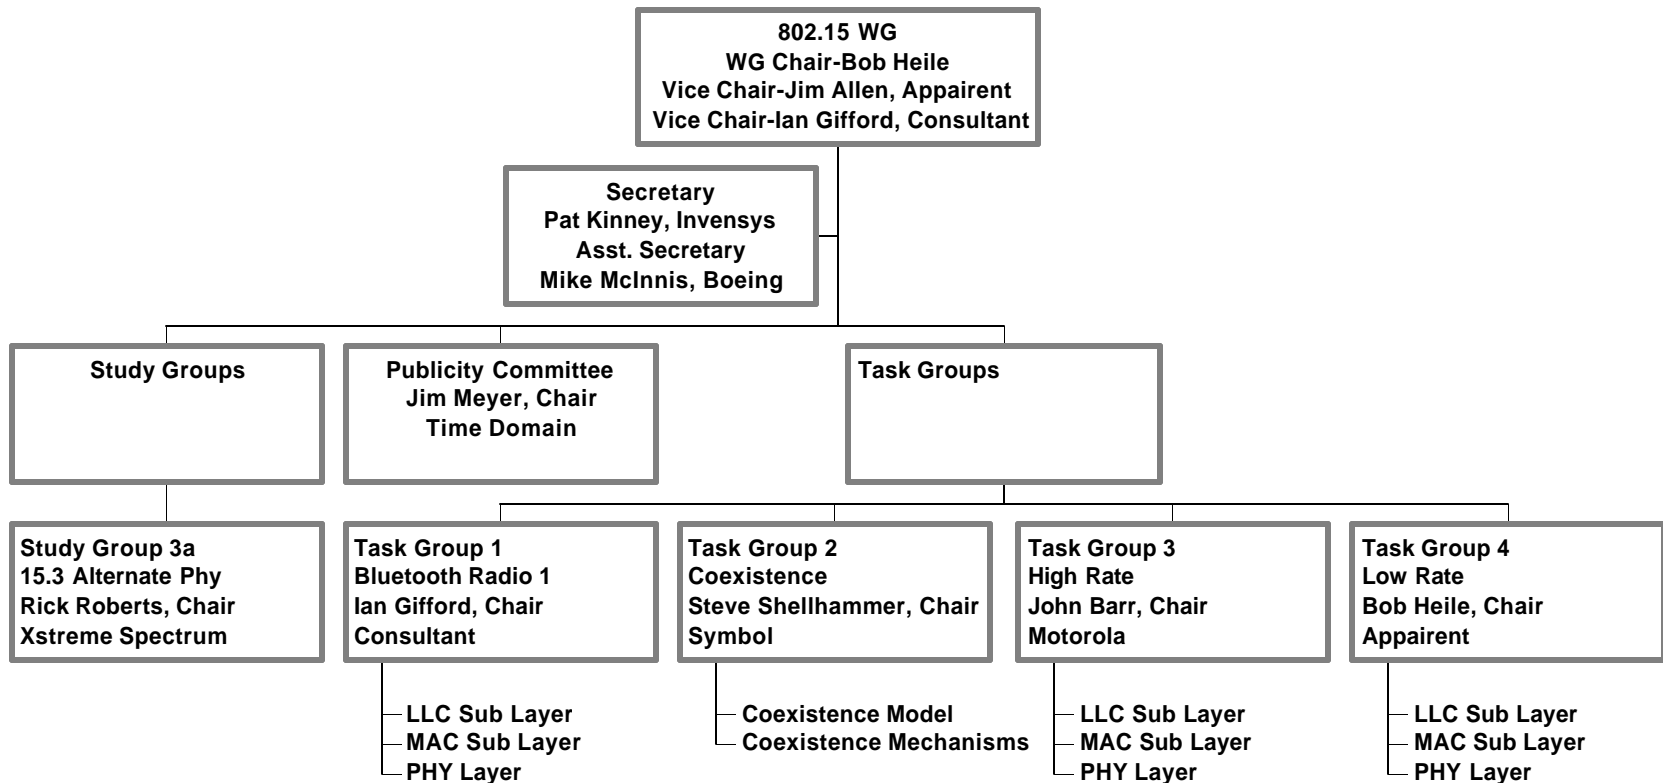 802.15 WG
WG Chair-Bob Heile
Vice Chair-Jim Allen, Appairent
Vice Chair-Ian Gifford, Consultant
Secretary
Pat Kinney, Invensys
Asst. Secretary
Mike McInnis, Boeing
Study Groups
Publicity Committee
Jim Meyer, Chair
Time Domain
Task Groups
Study Group 3a
15.3 Alternate Phy
Rick Roberts, Chair
Xstreme Spectrum
Task Group 1
Bluetooth Radio 1
Ian Gifford, Chair
Consultant
LLC Sub Layer
MAC Sub Layer
PHY Layer
Task Group 2
Coexistence
Steve Shellhammer, Chair
Symbol
Coexistence Model
Coexistence Mechanisms
Task Group 3
High Rate
John Barr, Chair
Motorola
LLC Sub Layer
MAC Sub Layer
PHY Layer
Task Group 4
Low Rate
Bob Heile, Chair
Appairent
LLC Sub Layer
MAC Sub Layer
PHY Layer